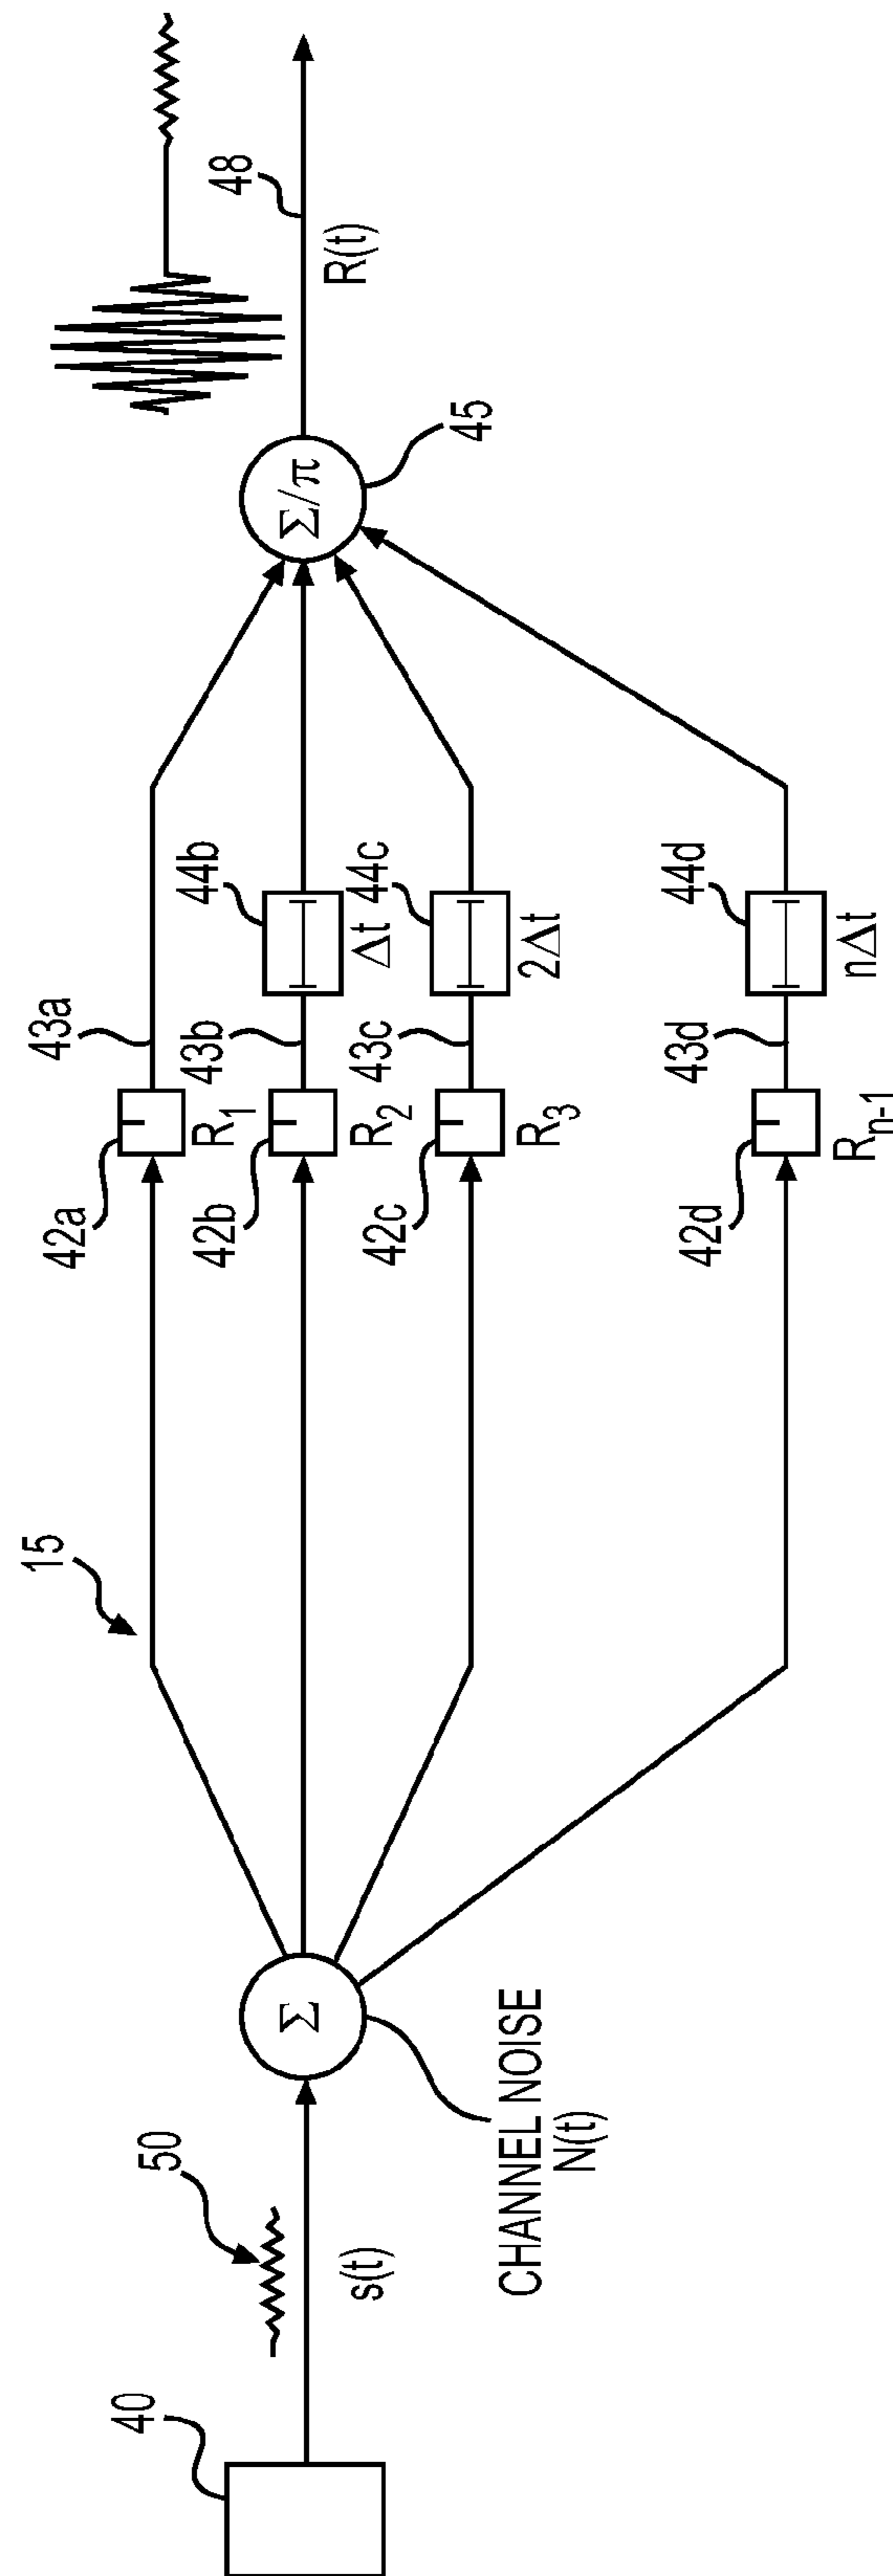 40
50
s(t)
Σ
CHANNEL NOISE
N(t)
15
42a
R1
43a
42b
R2
43b
44b
Δt
42c
R3
43c
44c
2Δt
42d
Rn-1
43d
44d
nΔt
Σ/π
45
48
R(t)